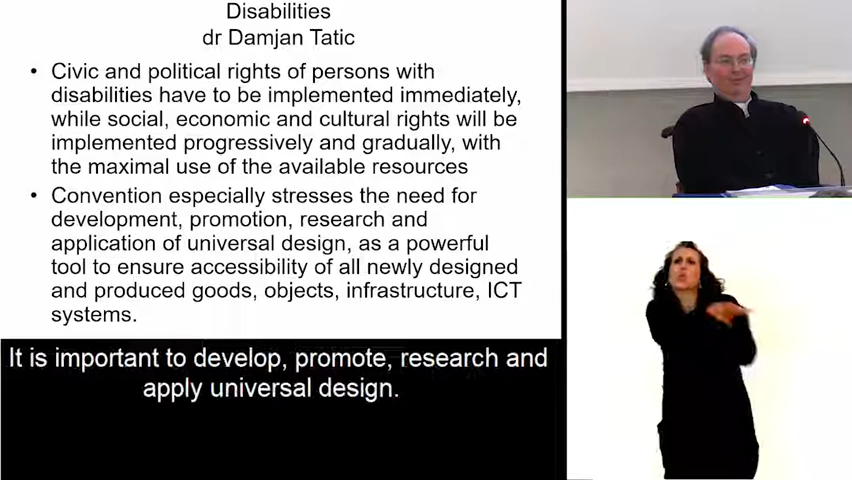 Disabilities
dr Damjan Tatic
• Civic and political rights of persons with
disabilities have to be implemented immediately,
while social, economic and cultural rights will be
implemented progressively and gradually, with
the maximal use of the available resources
• Convention especially stresses the need for
development, promotion, research and
application of universal design, as a powerful
tool to ensure accessibility of all newly designed
and produced goods, objects, infrastructure, ICT
systems.
It is important to develop, promote, research and
apply universal design.